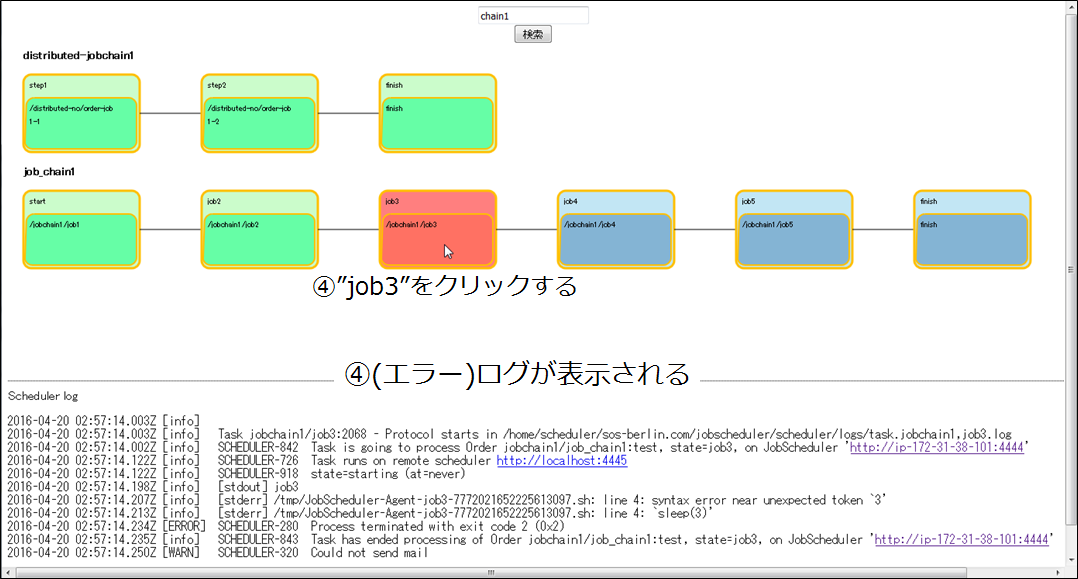 chain1
検索
distributed-jobchain1
step1
step2
finish
/distributed-no/order-job
1-1
/distributed-no/order-job
1-2
finish
job_chain1
start
job2
job3
job4
job5
finish
/jobchain1/job1
/jobchain1/job2
/jobchain1/job3
/jobchain1/job4
/jobchain1/job5
finish
④”job3”をクリックする
④(エラー)ログが表示される
Scheduler log
2016-04-20 02:57:14.003Z [info]
2016-04-20 02:57:14.003Z [info] Task jobchain1/job3:2068 - Protocol starts in /home/scheduler/sos-berlin.com/jobscheduler/scheduler/logs/task.jobchain1,job3.log
2016-04-20 02:57:14.002Z [info] SCHEDULER-842 Task is going to process Order jobchain1/job_chain1:test, state=job3, on JobScheduler 'http://ip-172-31-38-101:4444'
2016-04-20 02:57:14.122Z [info] SCHEDULER-726 Task runs on remote scheduler http://localhost:4445
2016-04-20 02:57:14.122Z [info] SCHEDULER-918 state=starting (at=never)
2016-04-20 02:57:14.198Z [info] [stdout] job3
2016-04-20 02:57:14.207Z [info] [stderr] /tmp/JobScheduler-Agent-job3-7772021652225613097.sh: line 4: syntax error near unexpected token `3'
2016-04-20 02:57:14.213Z [info] [stderr] /tmp/JobScheduler-Agent-job3-7772021652225613097.sh: line 4: `sleep(3)'
2016-04-20 02:57:14.234Z [ERROR] SCHEDULER-280 Process terminated with exit code 2 (0x2)
2016-04-20 02:57:14.235Z [info] SCHEDULER-843 Task has ended processing of Order jobchain1/job_chain1:test, state=job3, on JobScheduler 'http://ip-172-31-38-101:4444'
2016-04-20 02:57:14.250Z [WARN] SCHEDULER-320 Could not send mail